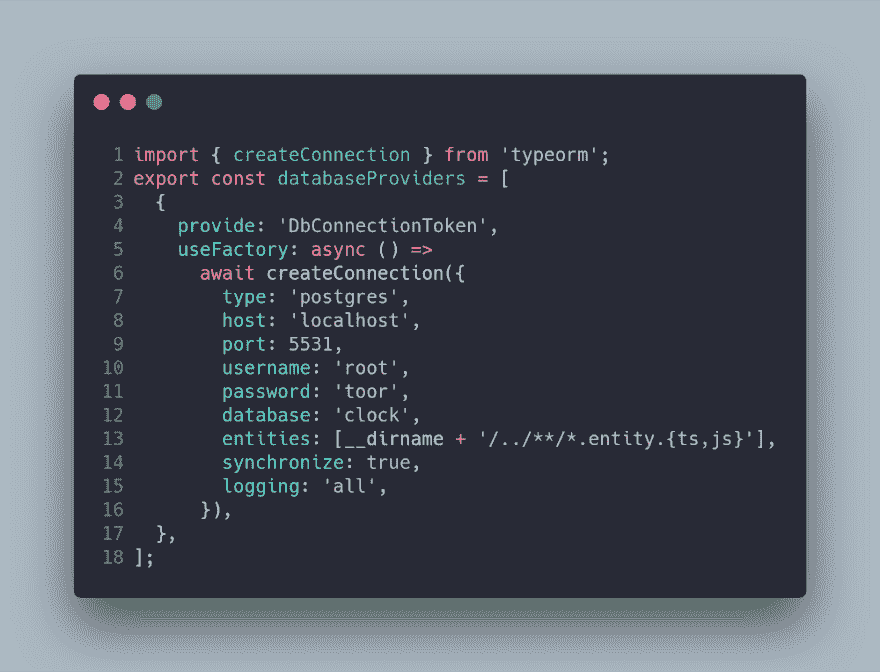 1 import { createConnection } from 'typeorm';
2 export const databaseProviders = [
3   {
4     provide: 'DbConnectionToken',
5     useFactory: async () =>
6       await createConnection({
7         type: 'postgres',
8         host: 'localhost',
9         port: 5531,
10         username: 'root',
11         password: 'toor',
12         database: 'clock',
13         entities: [__dirname + '/../**/*.entity.{ts,js}'],
14         synchronize: true,
15         logging: 'all',
16       }),
17   },
18 ];